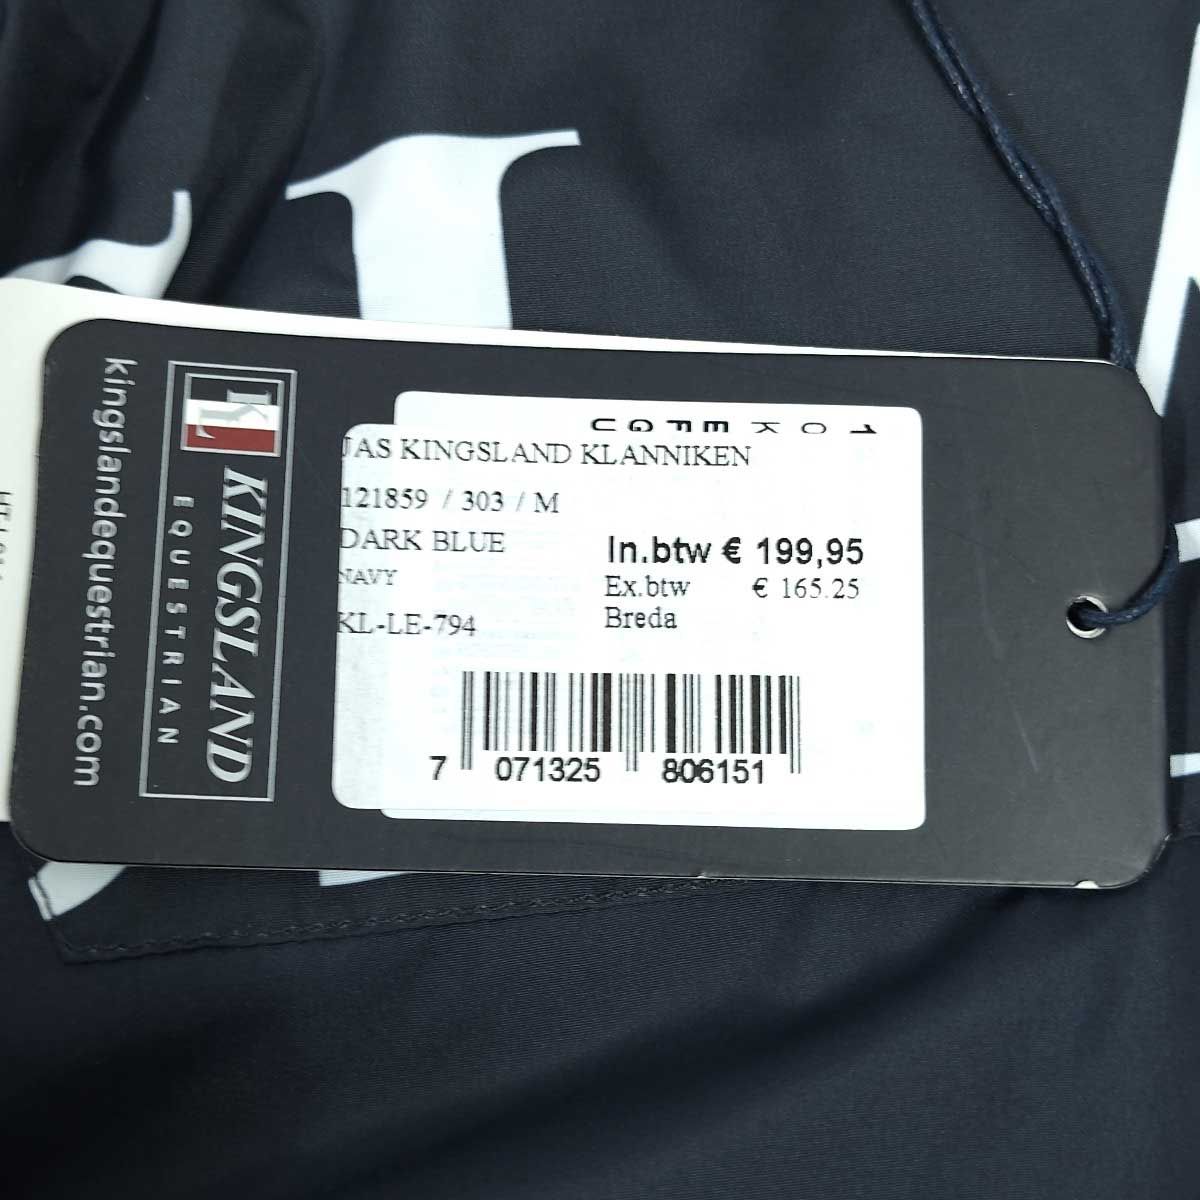 kingslandequestrian.com
KL
KINGSLAND
EQUESTRIAN
JAS KINGSLAND KLANNIKEN
121859 / 303 / M
DARK BLUE
NAVY
KL-LE-794
In.btw € 199,95
Ex.btw € 165.25
Breda
7 071325 806151